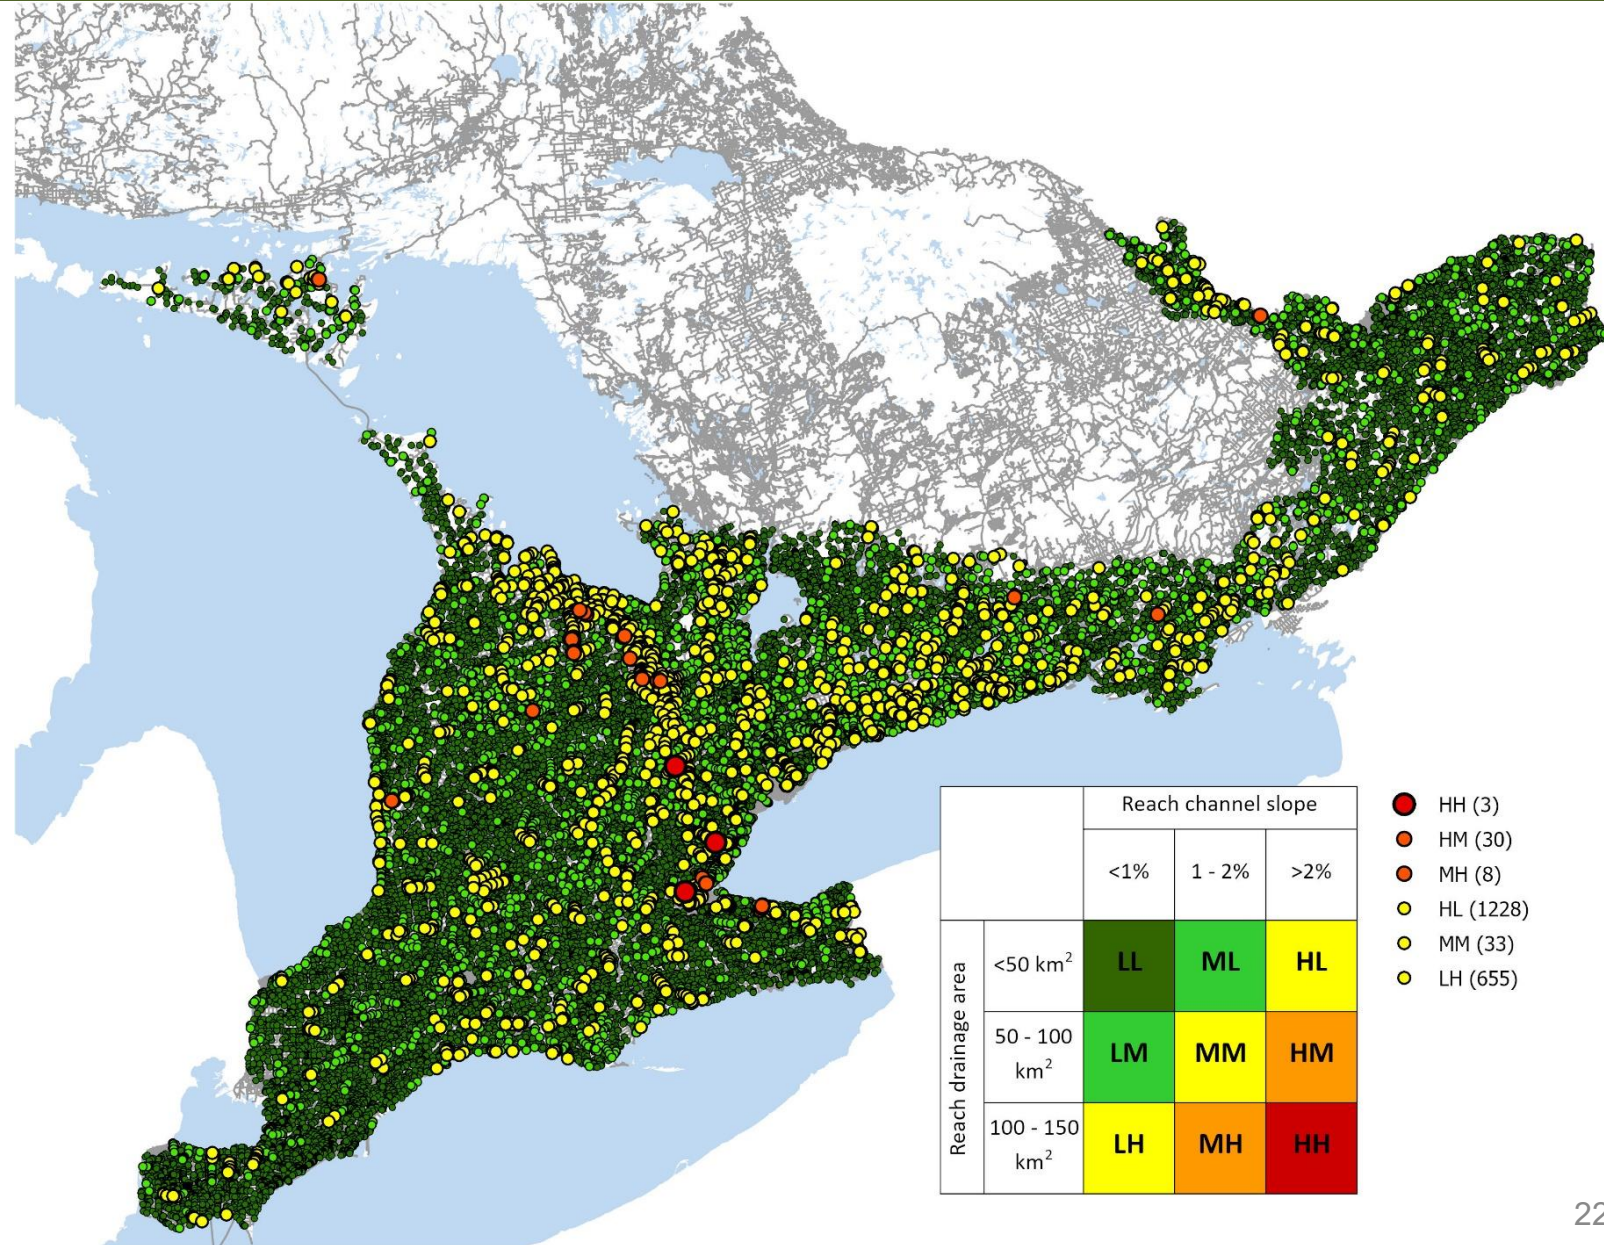 Reach channel slope
<1%
1 - 2%
>2%
Reach drainage area
<50 km²
LL
ML
HL
50 - 100
km²
LM
MM
HM
100 - 150
km²
LH
MH
HH
HH (3)
HM (30)
MH (8)
HL (1228)
MM (33)
LH (655)
22